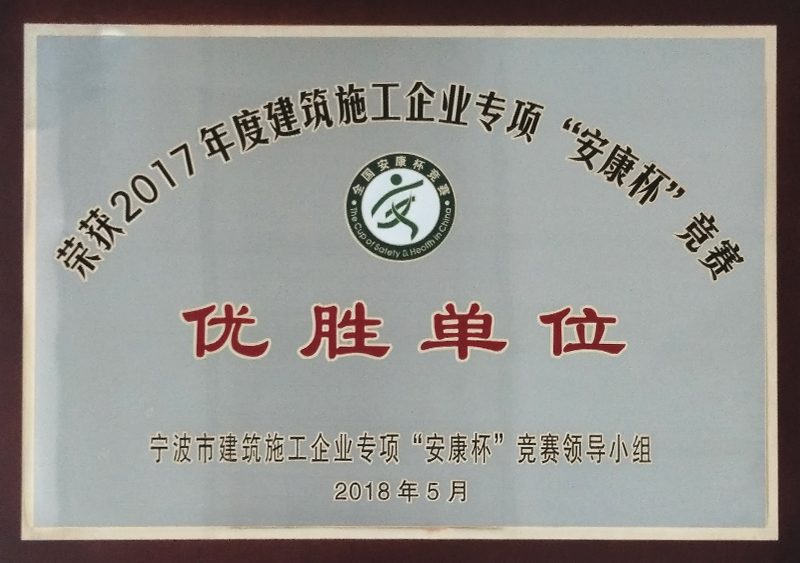 荣获2017年度建筑施工企业专项“安康杯”竞赛
全国安康杯竞赛
The Cup of Safety & Health in China
优胜单位
宁波市建筑施工企业专项“安康杯”竞赛领导小组
2018年5月